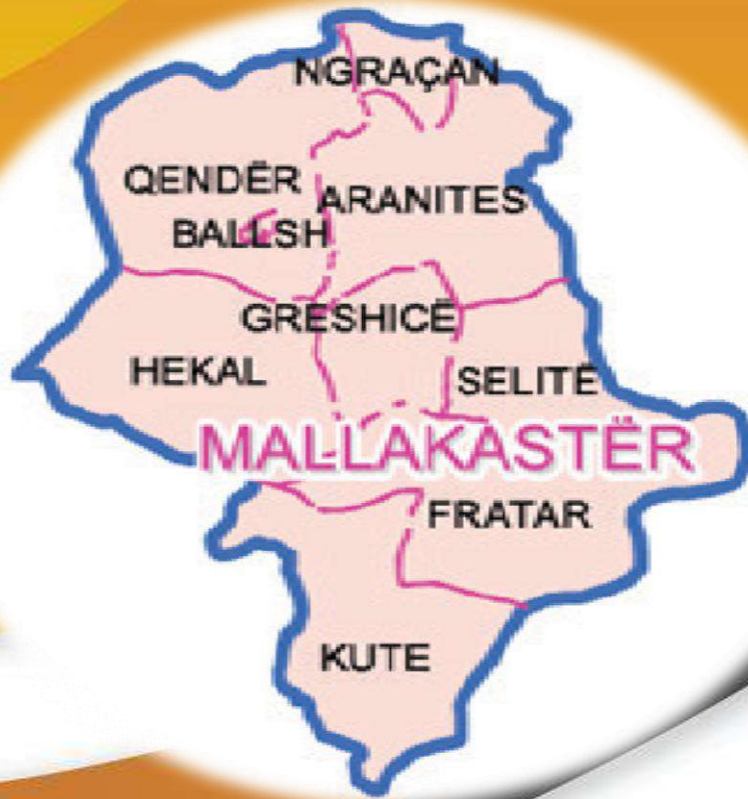 NGRAÇAN
QENDËR
ARANITES
BALLSH
GRESHICË
HEKAL
SELITË
MALLAKASTËR
FRATAR
KUTE